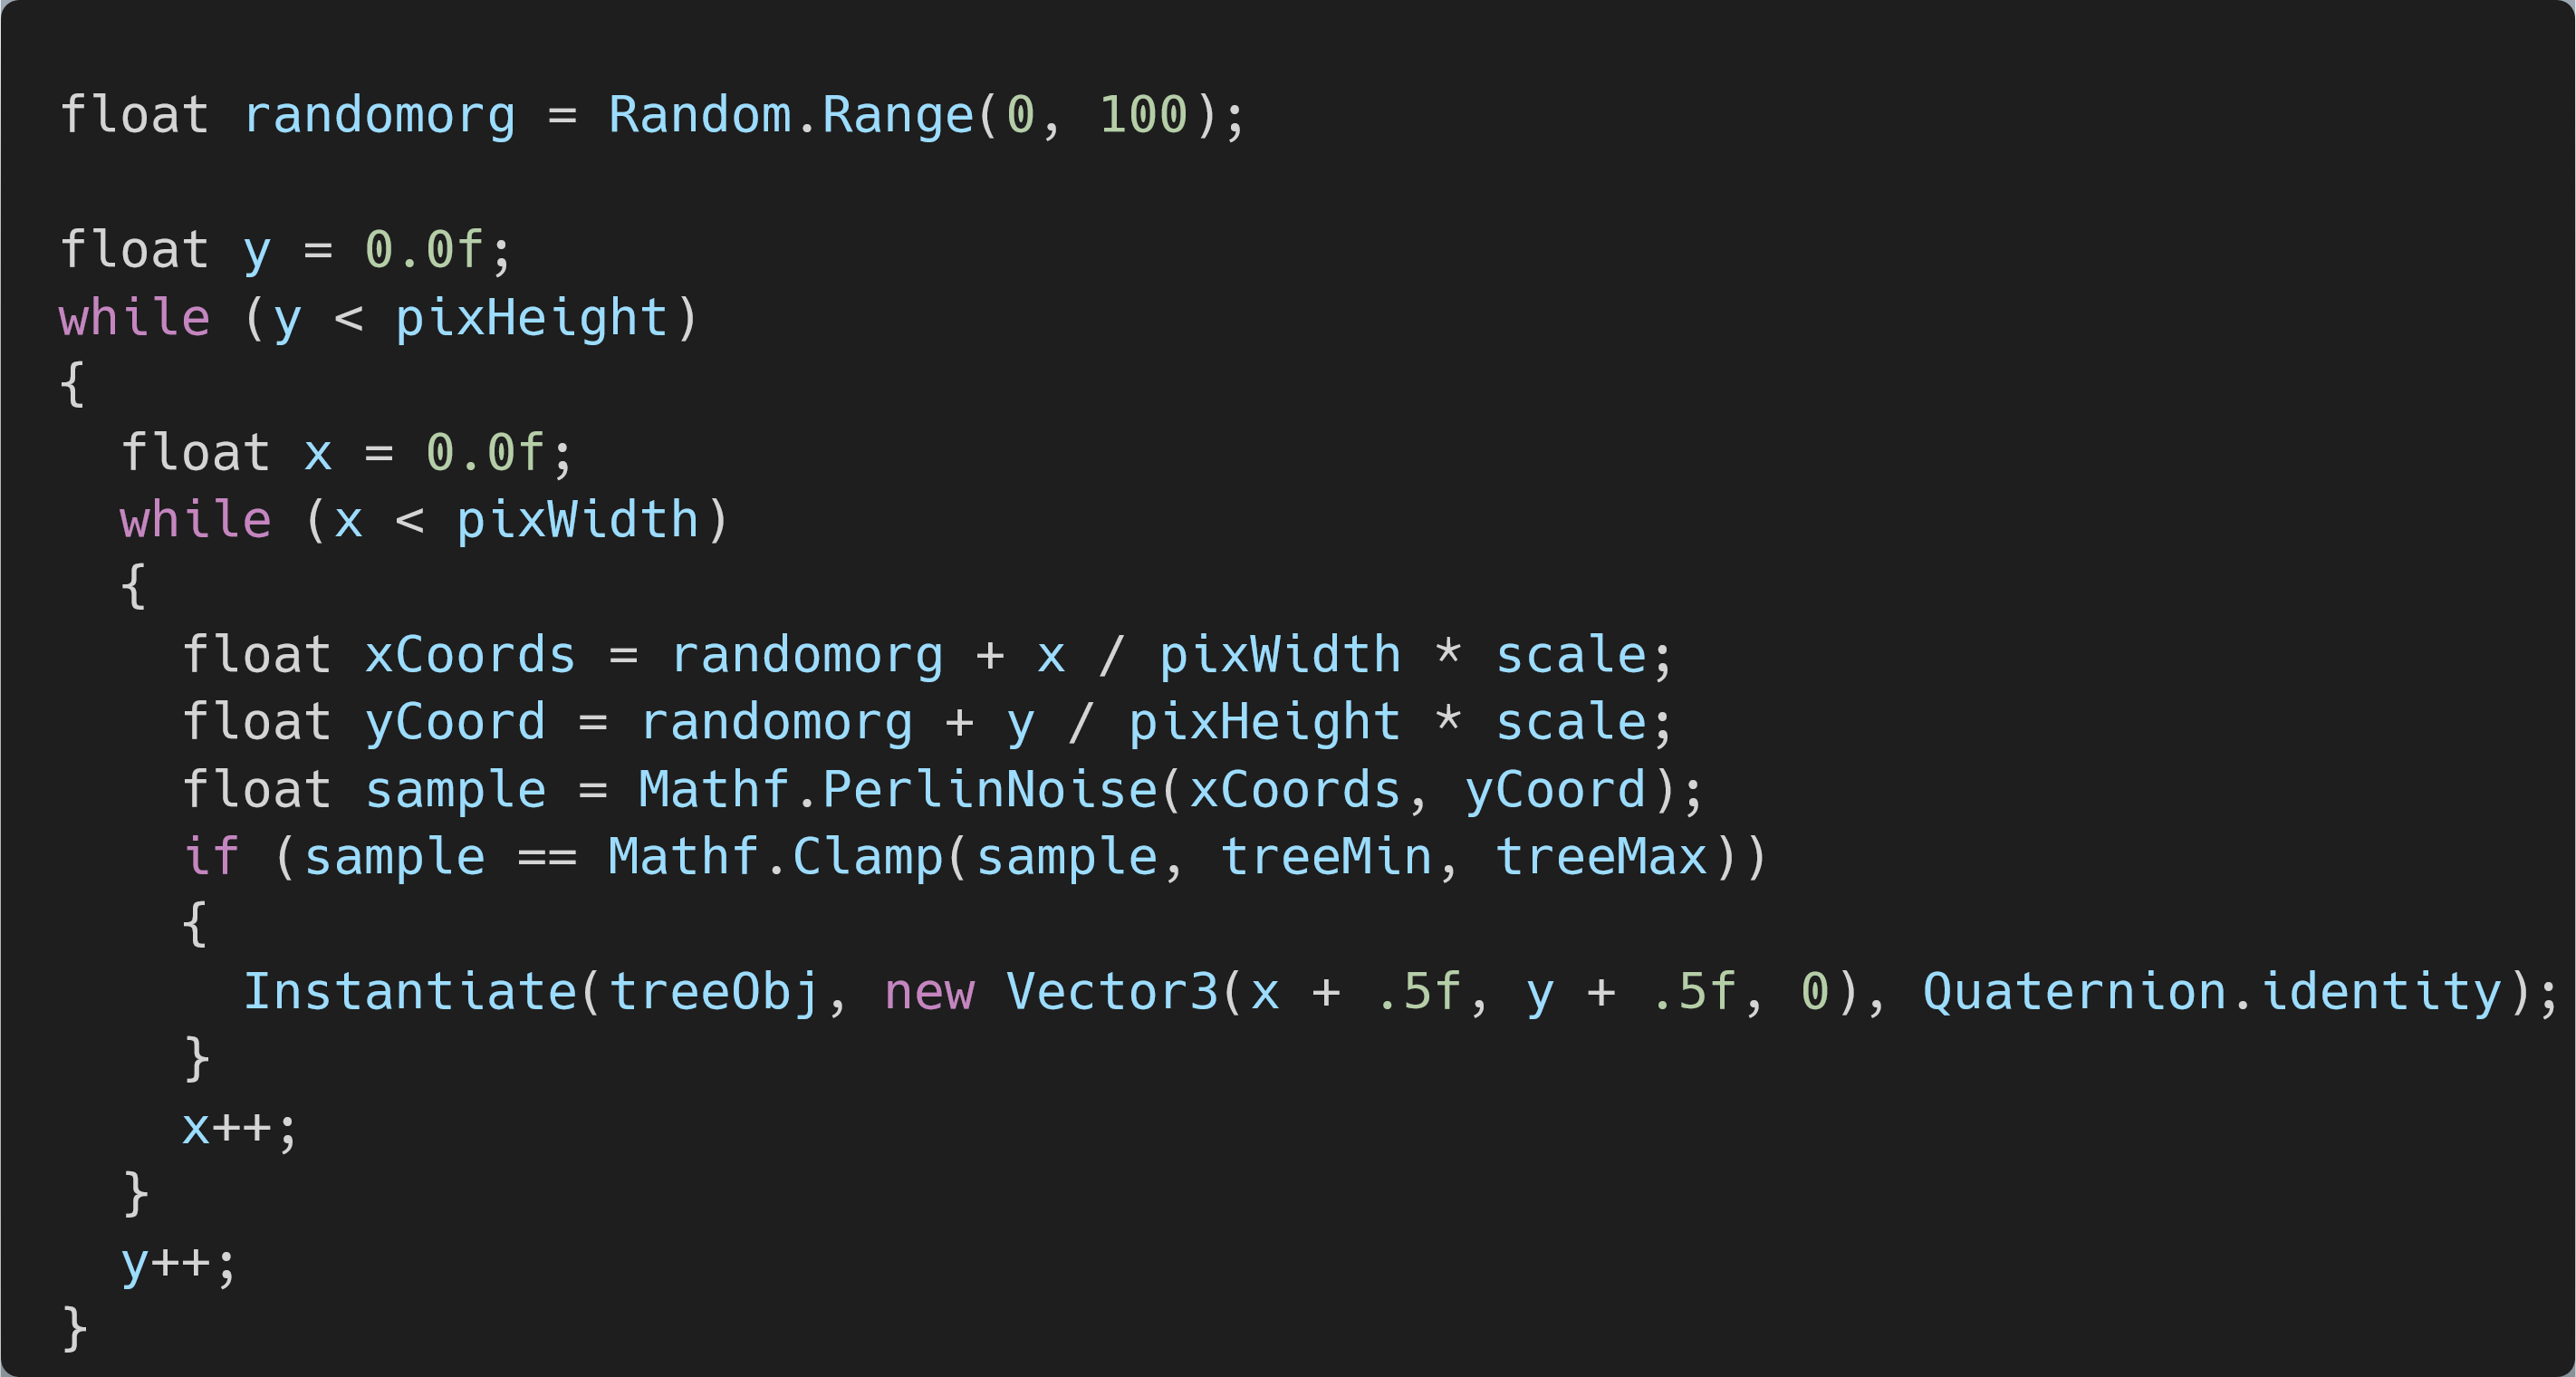 float randomorg = Random.Range(0, 100);
float y = 0.0f;
while (y < pixHeight)
{
  float x = 0.0f;
  while (x < pixWidth)
  {
    float xCoords = randomorg + x / pixWidth * scale;
    float yCoord = randomorg + y / pixHeight * scale;
    float sample = Mathf.PerlinNoise(xCoords, yCoord);
    if (sample == Mathf.Clamp(sample, treeMin, treeMax))
    {
      Instantiate(treeObj, new Vector3(x + .5f, y + .5f, 0), Quaternion.identity);
    }
    x++;
  }
  y++;
}